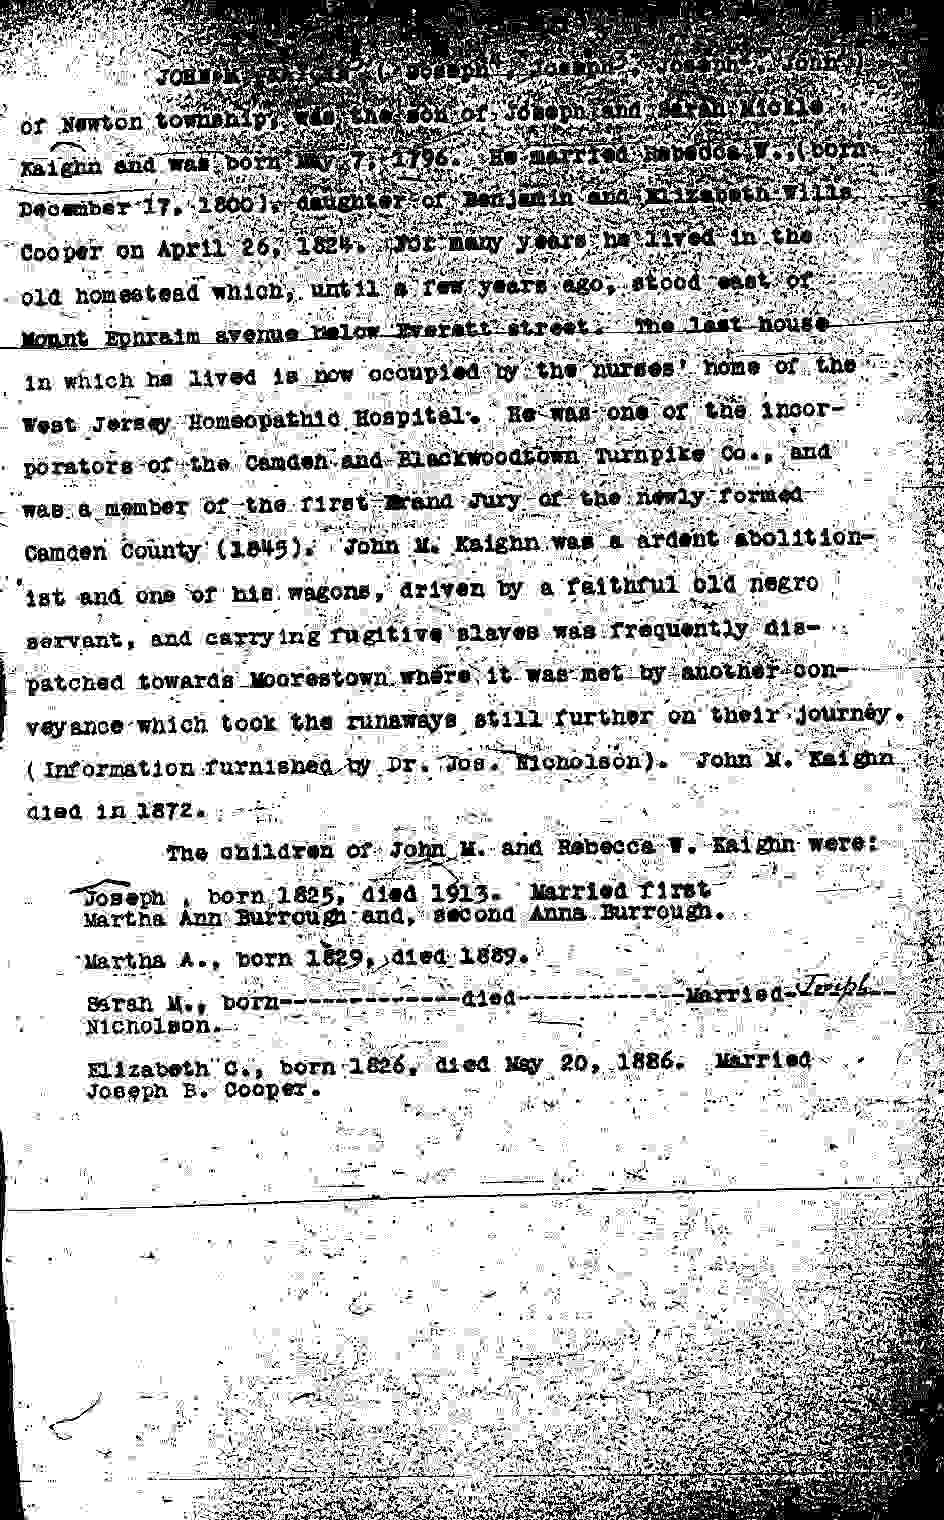 JOHN M. KAIGHN⁵ ( Joseph⁴, Joseph³, Joseph², John¹)
of Newton township, was the son of Joseph and Sarah Mickle
Kaighn and was born May 7, 1796. He married Rebecca W.,(born
December 17, 1800), daughter of Benjamin and Elizabeth Wills
Cooper on April 26, 1824. For many years he lived in the
old homestead which, until a few years ago, stood east of
Mount Ephraim avenue below Everett street. The last house
in which he lived is now occupied by the nurses' home of the
West Jersey Homeopathic Hospital. He was one of the incor-
porators of the Camden and Blackwoodtown Turnpike Co., and
was a member of the first Grand Jury of the newly formed
Camden County (1845). John M. Kaighn was a ardent abolition-
ist and one of his wagons, driven by a faithful old negro
servant, and carrying fugitive slaves was frequently dis-
patched towards Moorestown where it was met by another con-
veyance which took the runaways still further on their journey.
(Information furnished by Dr. Jos. Nicholson). John M. Kaighn
died in 1872.
The children of John M. and Rebecca W. Kaighn were:
Joseph , born 1825, died 1913. Married first
Martha Ann Burrough and, second Anna Burrough.
Martha A., born 1829, died 1889.
Sarah M., born-------------died------------Married-Joseph--
Nicholson.
Elizabeth C., born 1826, died May 20, 1886. Married
Joseph B. Cooper.